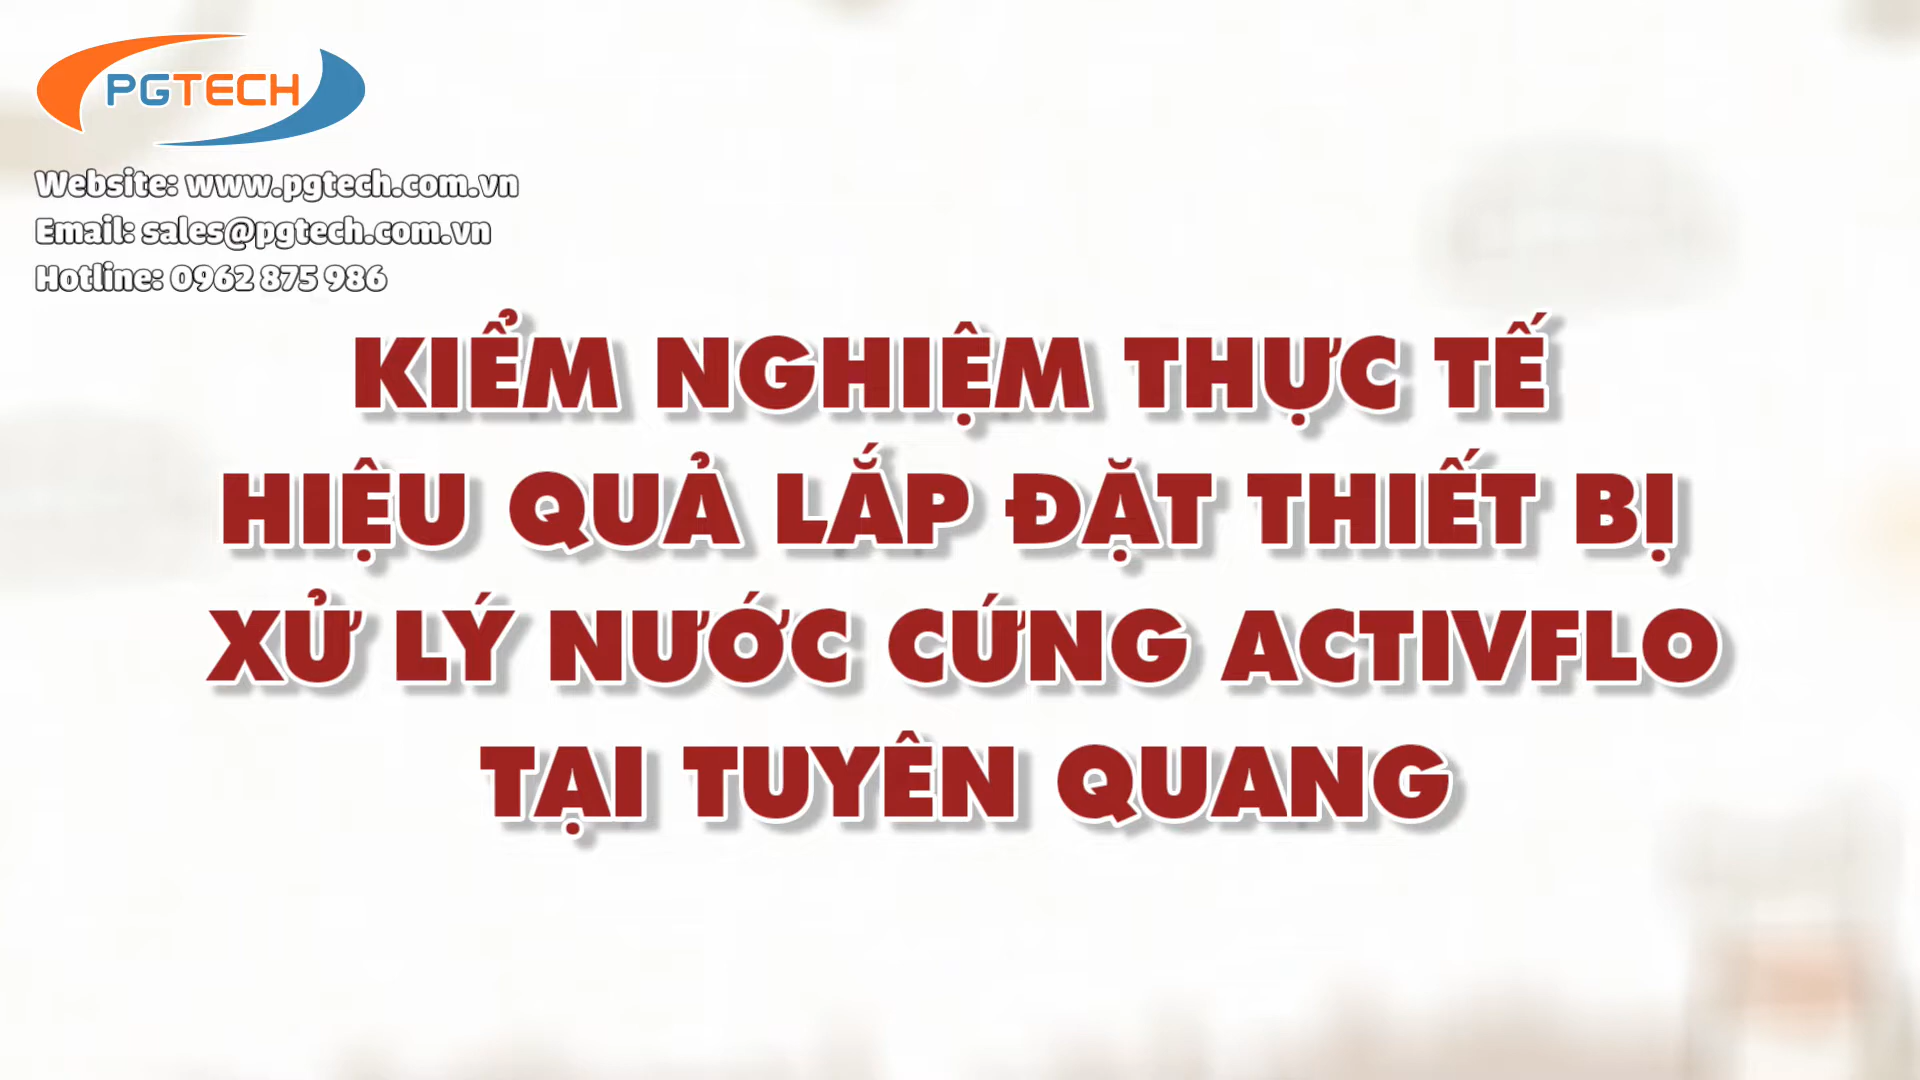 PGTECH
Website: www.pgtech.com.vn
Email: sales@pgtech.com.vn
Hotline: 0962 875 986
KIỂM NGHIỆM THỰC TẾ
HIỆU QUẢ LẮP ĐẶT THIẾT BỊ
XỬ LÝ NƯỚC CỨNG ACTIVFLO
TẠI TUYÊN QUANG